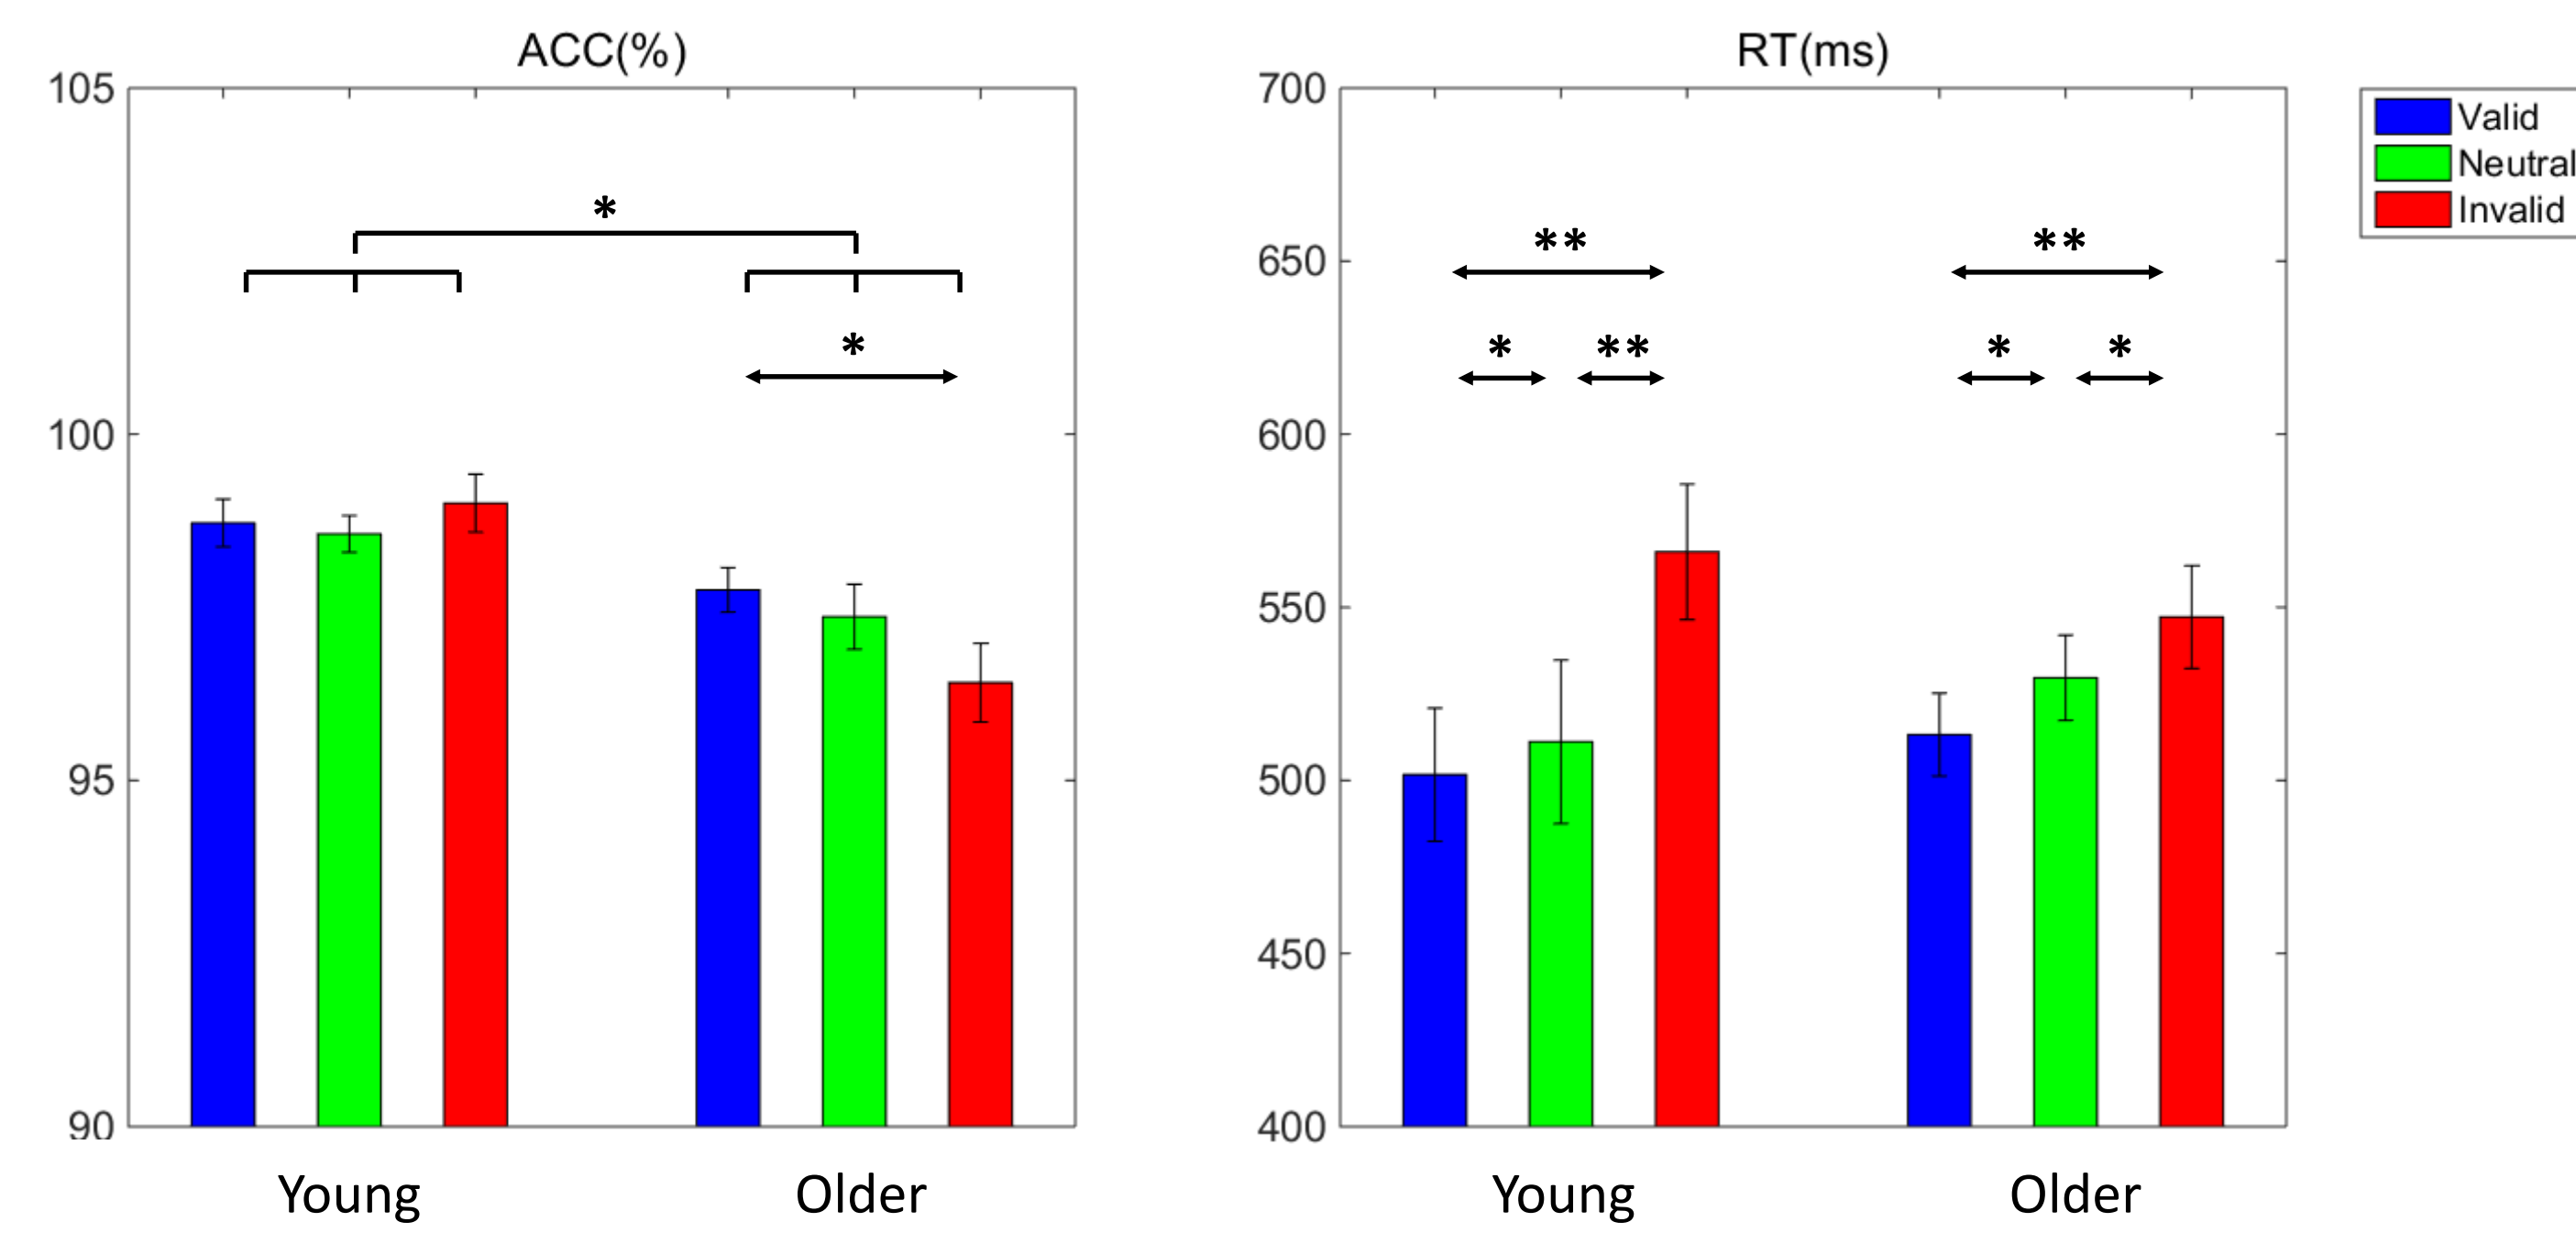 ACC(%)
105
100
95
90
*
*
Young
Older
RT(ms)
700
650
600
550
500
450
400
**
**
*
**
*
*
Young
Older
Valid
Neutral
Invalid